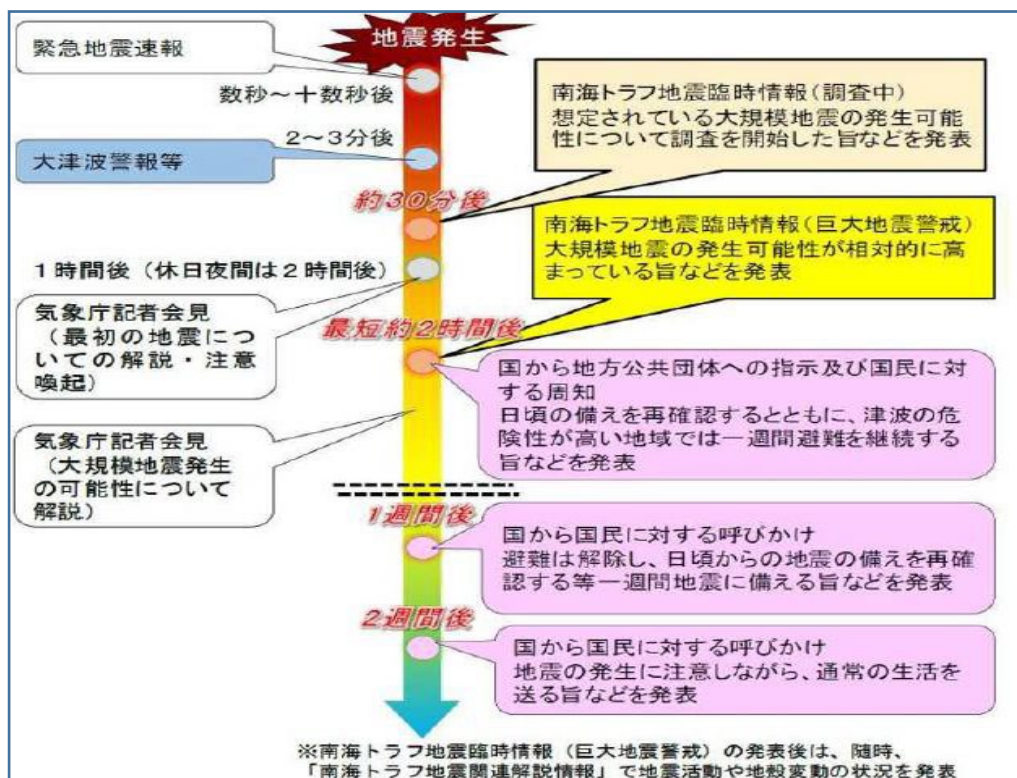 地震発生
緊急地震速報
数秒～十数秒後
2～3分後
大津波警報等
約30分後
南海トラフ地震臨時情報（調査中）
想定されている大規模地震の発生可能
性について調査を開始した旨などを発表
1時間後（休日夜間は2時間後）
気象庁記者会見
（最初の地震につ
いての解説・注意
喚起）
南海トラフ地震臨時情報（巨大地震警戒）
大規模地震の発生可能性が相対的に高
まっている旨などを発表
最短約2時間後
国から地方公共団体への指示及び国民に対
する周知
日頃の備えを再確認するとともに、津波の危
険性が高い地域では一週間避難を継続する
旨などを発表
気象庁記者会見
（大規模地震発生
の可能性について
解説）
1週間後
国から国民に対する呼びかけ
避難は解除し、日頃からの地震の備えを再確
認する等一週間地震に備える旨などを発表
2週間後
国から国民に対する呼びかけ
地震の発生に注意しながら、通常の生活を
送る旨などを発表
※南海トラフ地震臨時情報（巨大地震警戒）の発表後は、随時、
「南海トラフ地震関連解説情報」で地震活動や地殻変動の状況を発表